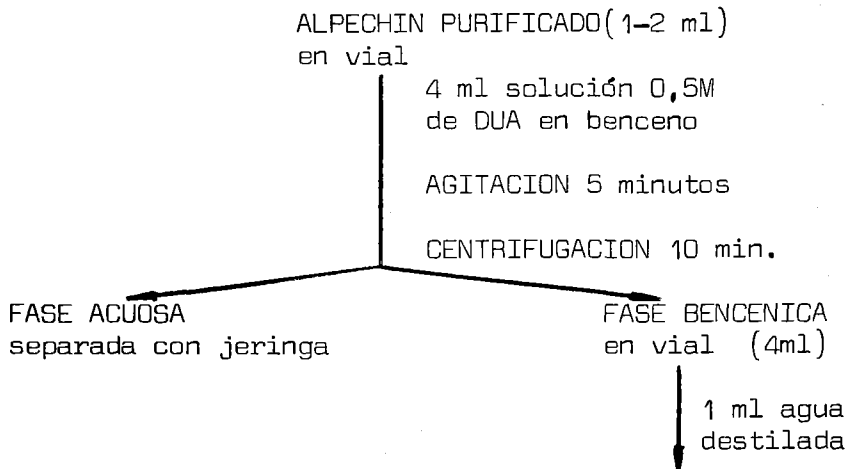 ALPECHIN PURIFICADO(1-2 ml)
en vial
4 ml solución 0,5M
de DUA en benceno
AGITACION 5 minutos
CENTRIFUGACION 10 min.
FASE ACUOSA
separada con jeringa
FASE BENCENICA
en vial (4ml)
1 ml agua
destilada